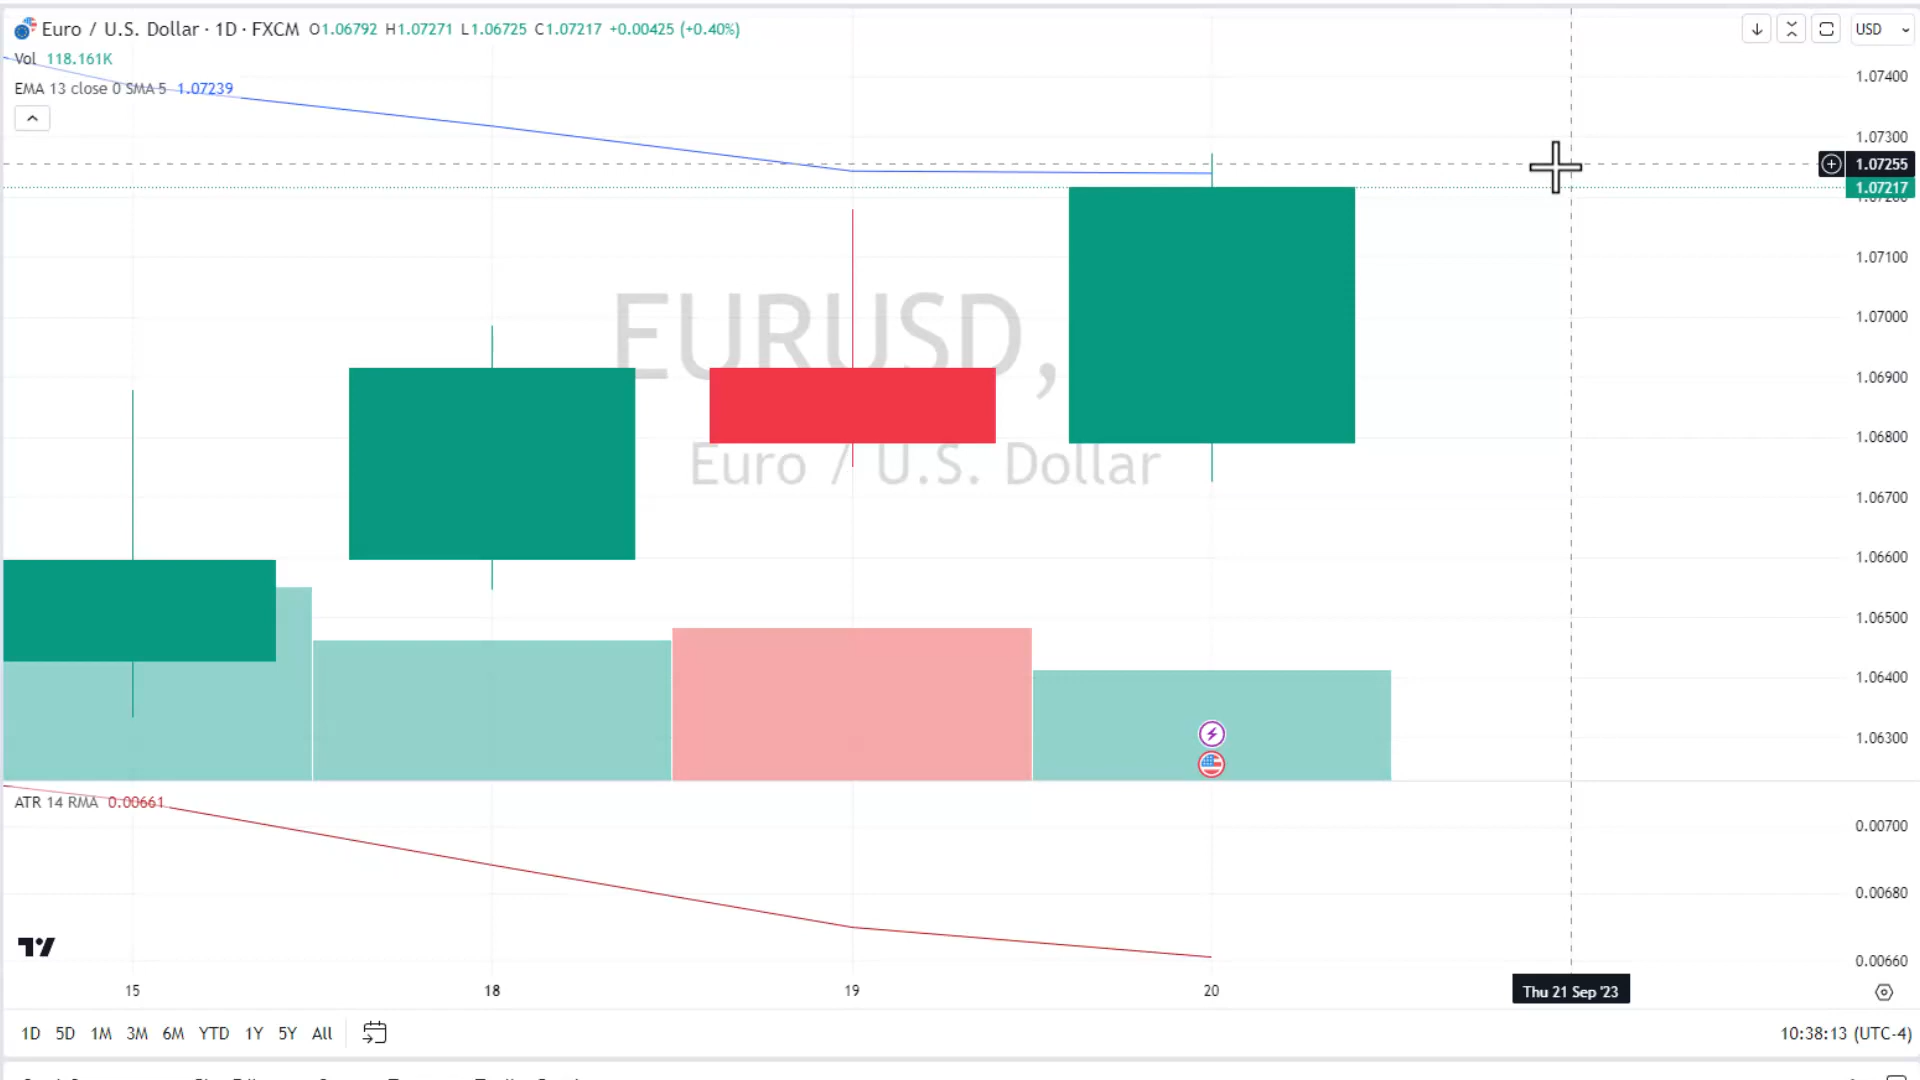 Euro / U.S. Dollar · 1D · FXCM O1.06792 H1.07271 L1.06725 C1.07217 +0.00425 (+0.40%)
USD
Vol 118.161K
EMA 13 close 0 SMA 5 1.07239
1.07400
1.07300
1.07255
1.07217
1.07200
1.07100
1.07000
1.06900
1.06800
1.06700
1.06600
1.06500
1.06400
1.06300
EURUSD,
Euro / U.S. Dollar
ATR 14 RMA 0.00661
0.00700
0.00680
0.00660
15 18 19 20 Thu 21 Sep '23
1D 5D 1M 3M 6M YTD 1Y 5Y All 10:38:13 (UTC-4)